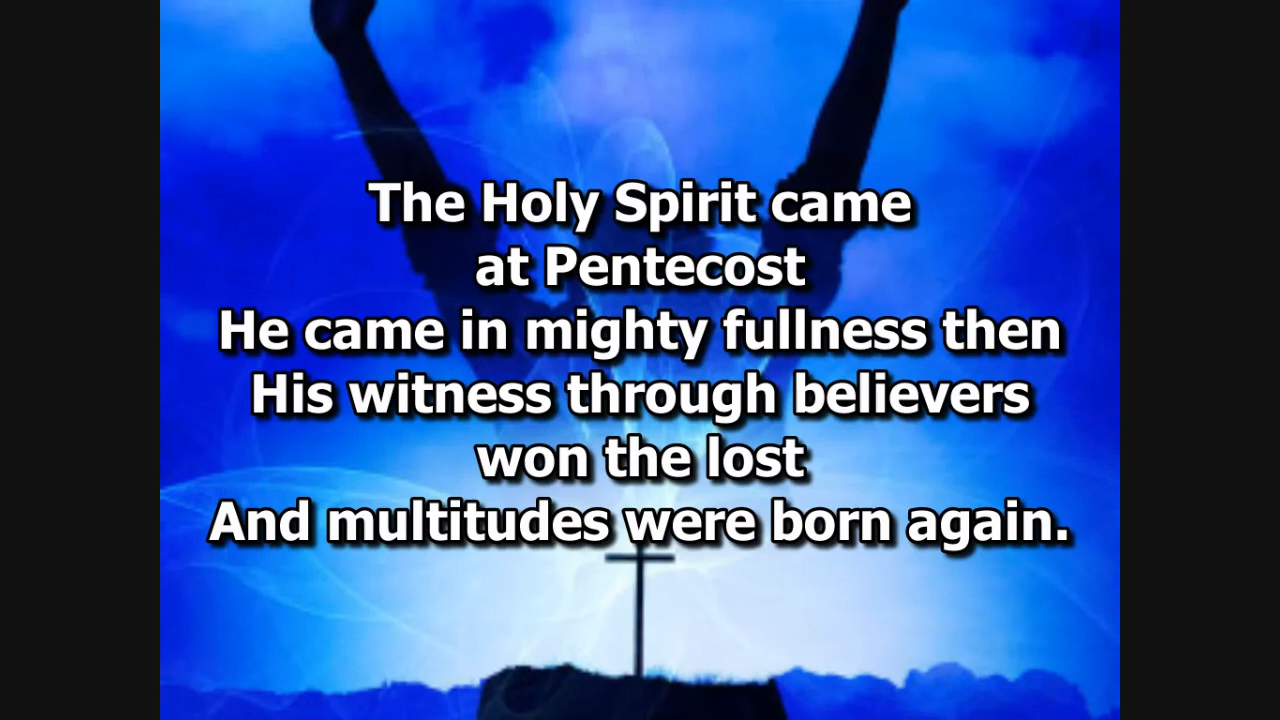 The Holy Spirit came
at Pentecost
He came in mighty fullness then
His witness through believers
won the lost
And multitudes were born again.